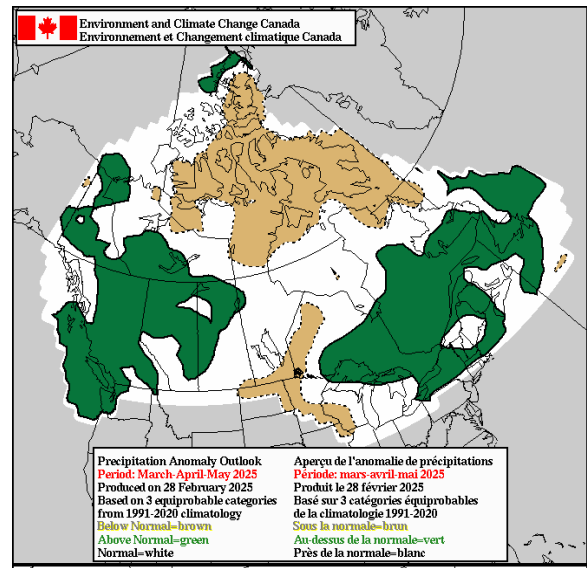 Environment and Climate Change Canada
Environnement et Changement climatique Canada
Precipitation Anomaly Outlook
Period: March-April-May 2025
Produced on 28 February 2025
Based on 3 equiprobable categories
from 1991-2020 climatology
Below Normal=brown
Above Normal=green
Normal=white
Aperçu de l'anomalie de précipitations
Période: mars-avril-mai 2025
Produit le 28 février 2025
Basé sur 3 catégories équiprobables
de la climatologie 1991-2020
Sous la normale=brun
Au-dessus de la normale=vert
Près de la normale=blanc